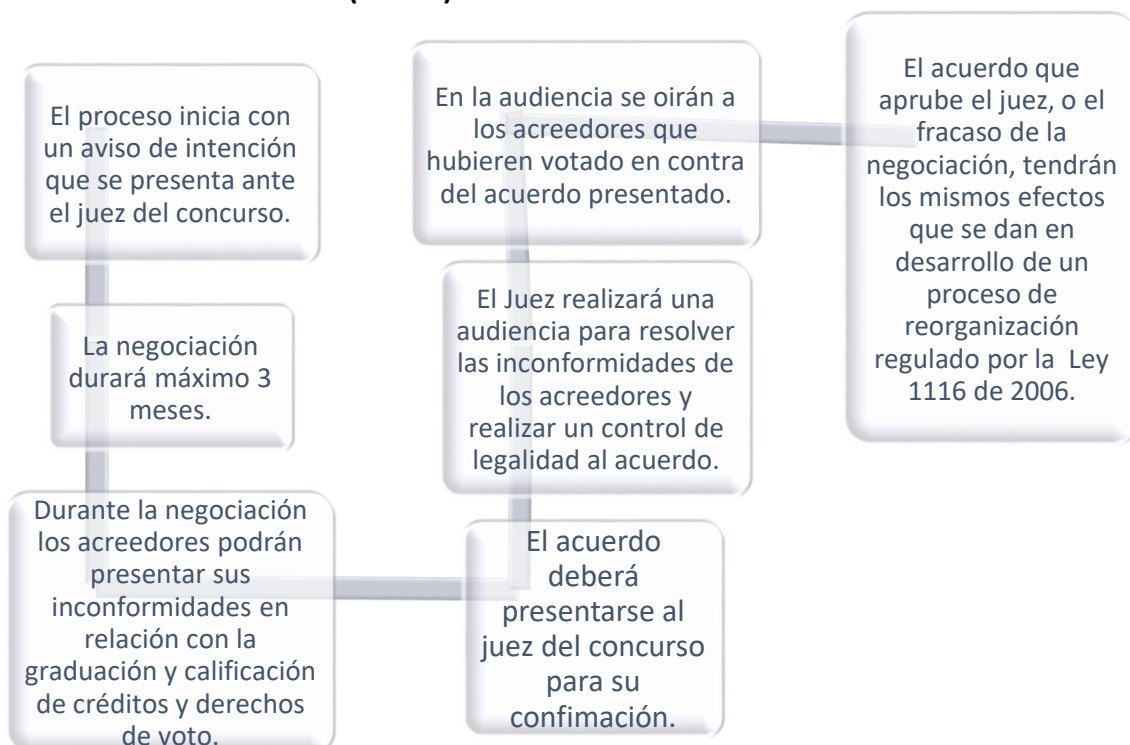 El proceso inicia con
un aviso de intención
que se presenta ante
el juez del concurso.
La negociación
durará máximo 3
meses.
Durante la negociación
los acreedores podrán
presentar sus
inconformidades en
relación con la
graduación y calificación
de créditos y derechos
de voto.
El acuerdo
deberá
presentarse al
juez del concurso
para su
confimación.
El Juez realizará una
audiencia para resolver
las inconformidades de
los acreedores y
realizar un control de
legalidad al acuerdo.
En la audiencia se oirán a
los acreedores que
hubieren votado en contra
del acuerdo presentado.
El acuerdo que
aprube el juez, o el
fracaso de la
negociación, tendrán
los mismos efectos
que se dan en
desarrollo de un
proceso de
reorganización
regulado por la Ley
1116 de 2006.